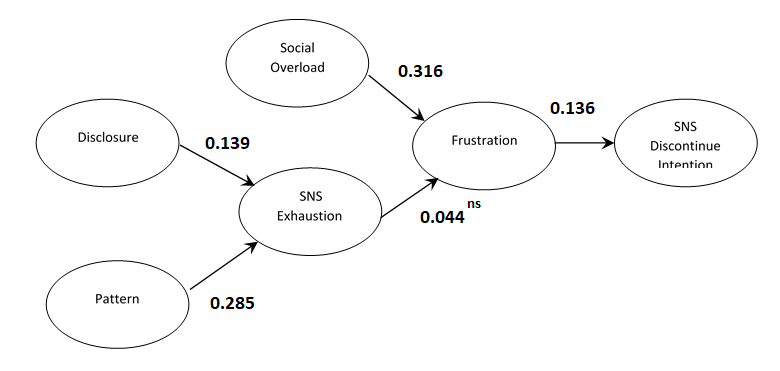 Social
Overload
0.316
0.136
Disclosure
0.139
Frustration
SNS
Discontinue
Intention
SNS
Exhaustion
ns
0.044
Pattern
0.285